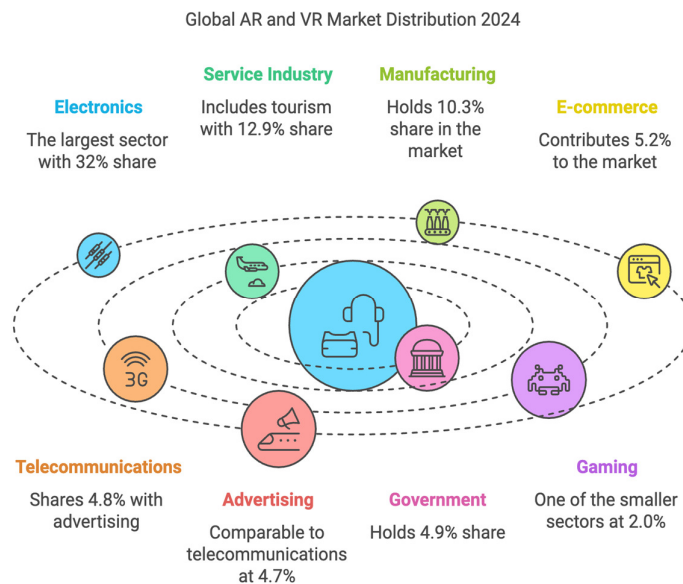 Global AR and VR Market Distribution 2024
Electronics
The largest sector
with 32% share
Service Industry
Includes tourism
with 12.9% share
Manufacturing
Holds 10.3%
share in the
market
E-commerce
Contributes 5.2%
to the market
3G
Telecommunications
Shares 4.8% with
advertising
Advertising
Comparable to
telecommunications
at 4.7%
Government
Holds 4.9% share
Gaming
One of the smaller
sectors at 2.0%